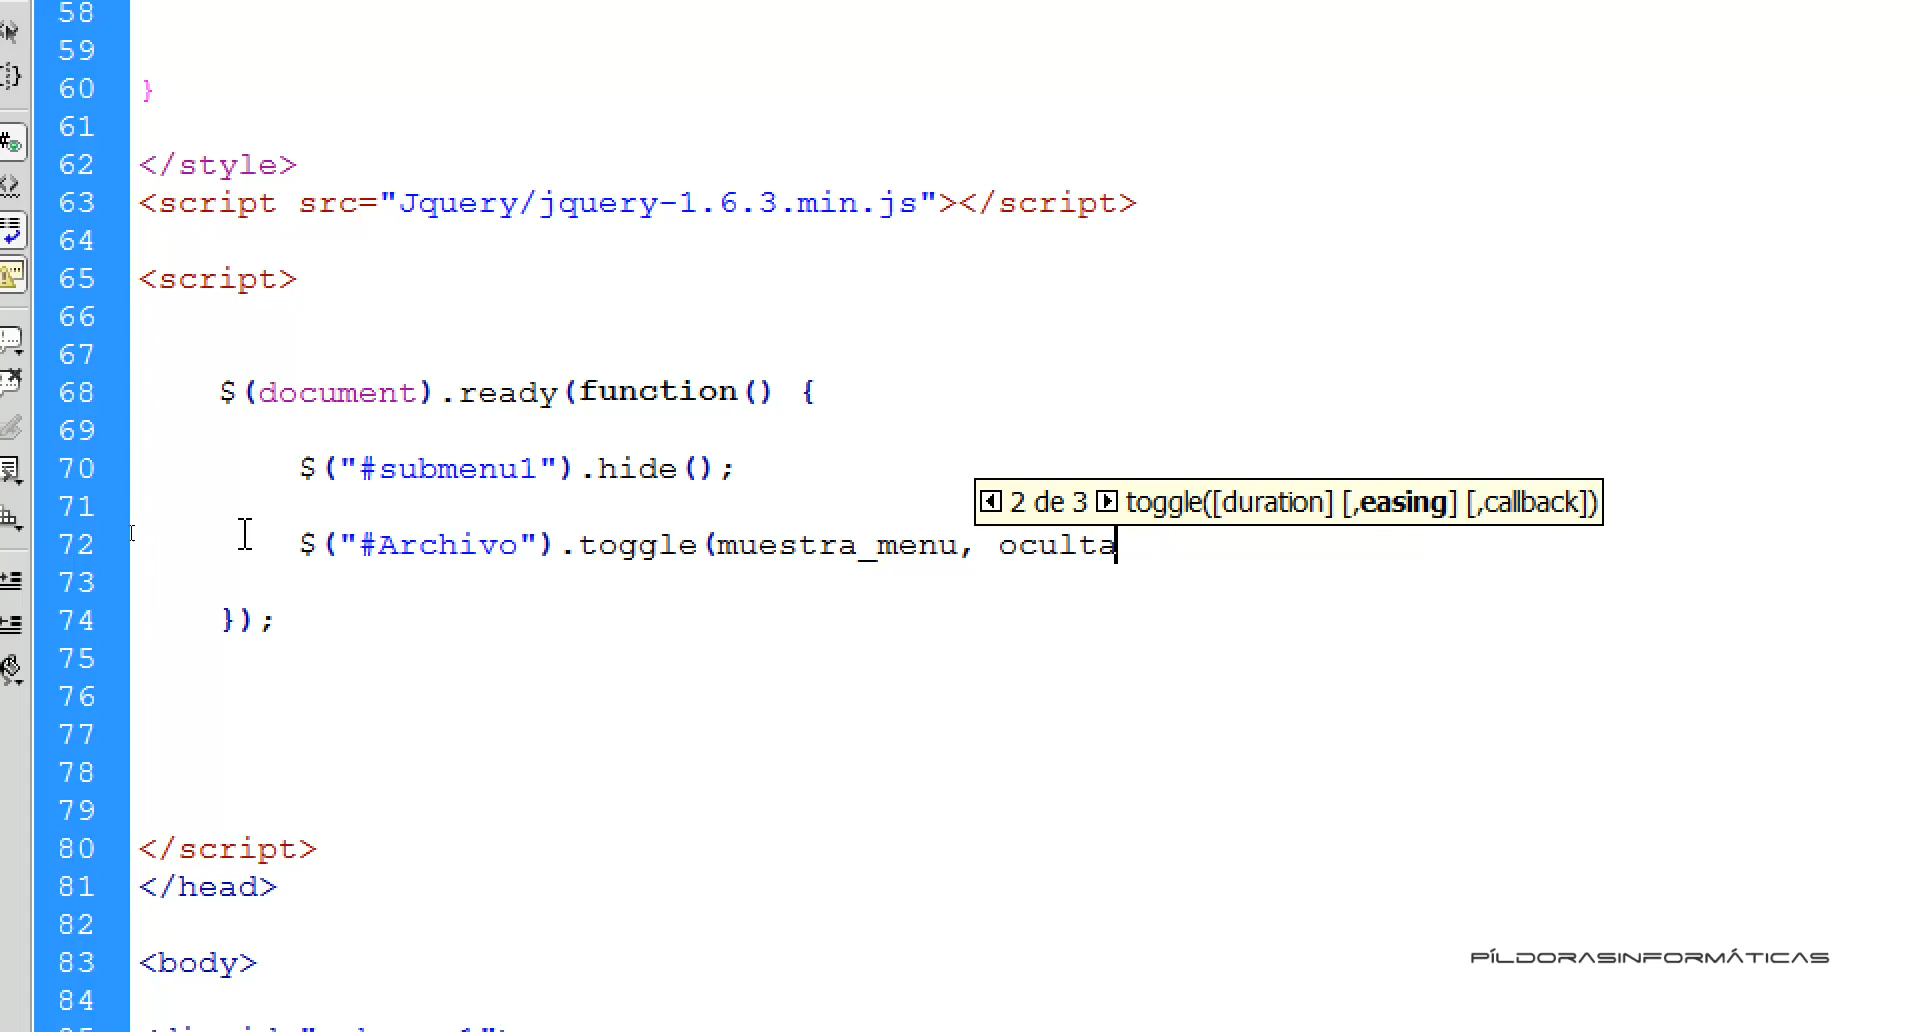 58
59
60 }
61
62 </style>
63 <script src="Jquery/jquery-1.6.3.min.js"></script>
64
65 <script>
66
67
68 $(document).ready(function() {
69
70 $("#submenu1").hide();
71
2 de 3 toggle([duration] [,easing] [,callback])
72 $("#Archivo").toggle(muestra_menu, oculta
73
74 });
75
76
77
78
79
80 </script>
81 </head>
82
83 <body>
PÍLDORASINFORMÁTICAS
84